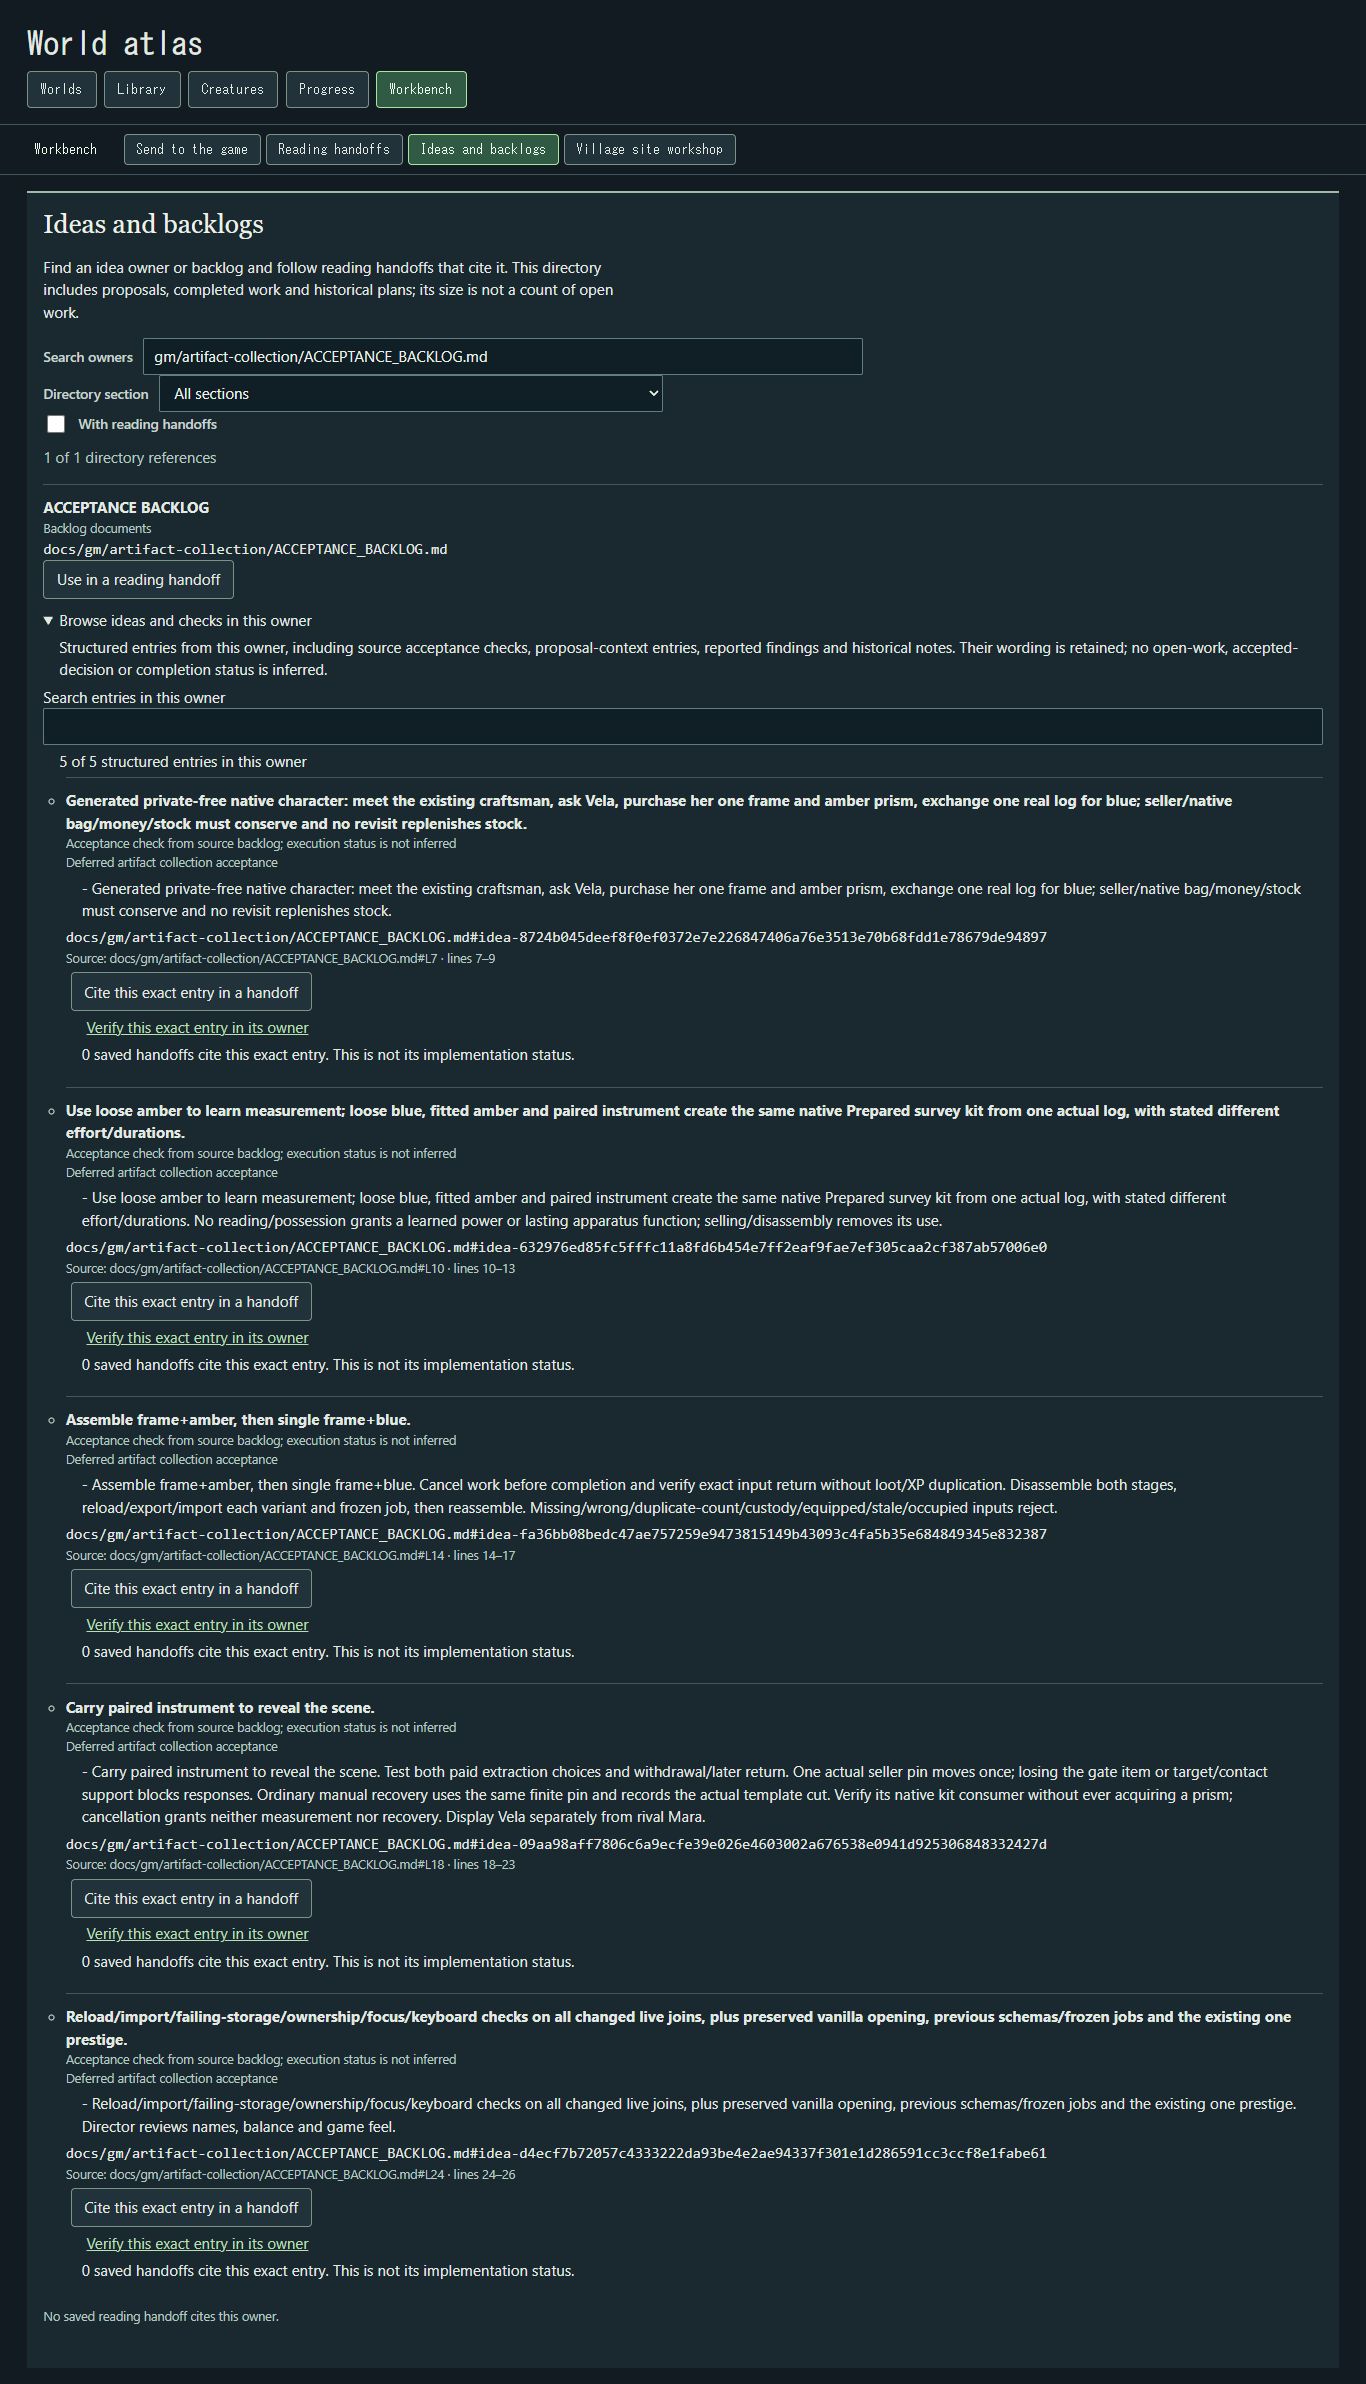 World atlas
Worlds Library Creatures Progress Workbench
Workbench Send to the game Reading handoffs Ideas and backlogs Village site workshop
Ideas and backlogs
Find an idea owner or backlog and follow reading handoffs that cite it. This directory
includes proposals, completed work and historical plans; its size is not a count of open
work.
Search owners gm/artifact-collection/ACCEPTANCE_BACKLOG.md
Directory section All sections
With reading handoffs
1 of 1 directory references
ACCEPTANCE BACKLOG
Backlog documents
docs/gm/artifact-collection/ACCEPTANCE_BACKLOG.md
Use in a reading handoff
▼ Browse ideas and checks in this owner
Structured entries from this owner, including source acceptance checks, proposal-context entries, reported findings and historical notes. Their wording is retained; no open-work, accepted-
decision or completion status is inferred.
Search entries in this owner
5 of 5 structured entries in this owner
Generated private-free native character: meet the existing craftsman, ask Vela, purchase her one frame and amber prism, exchange one real log for blue; seller/native
bag/money/stock must conserve and no revisit replenishes stock.
Acceptance check from source backlog; execution status is not inferred
Deferred artifact collection acceptance
- Generated private-free native character: meet the existing craftsman, ask Vela, purchase her one frame and amber prism, exchange one real log for blue; seller/native bag/money/stock
must conserve and no revisit replenishes stock.
docs/gm/artifact-collection/ACCEPTANCE_BACKLOG.md#idea-8724b045deef8f0ef0372e7e226847406a76e3513e70b68fdd1e78679de94897
Source: docs/gm/artifact-collection/ACCEPTANCE_BACKLOG.md#L7 · lines 7–9
Cite this exact entry in a handoff
Verify this exact entry in its owner
0 saved handoffs cite this exact entry. This is not its implementation status.
Use loose amber to learn measurement; loose blue, fitted amber and paired instrument create the same native Prepared survey kit from one actual log, with stated different
effort/durations.
Acceptance check from source backlog; execution status is not inferred
Deferred artifact collection acceptance
- Use loose amber to learn measurement; loose blue, fitted amber and paired instrument create the same native Prepared survey kit from one actual log, with stated different
effort/durations. No reading/possession grants a learned power or lasting apparatus function; selling/disassembly removes its use.
docs/gm/artifact-collection/ACCEPTANCE_BACKLOG.md#idea-632976ed85fc5fffc11a8fd6b454e7ff2eaf9fae7ef305caa2cf387ab57006e0
Source: docs/gm/artifact-collection/ACCEPTANCE_BACKLOG.md#L10 · lines 10–13
Cite this exact entry in a handoff
Verify this exact entry in its owner
0 saved handoffs cite this exact entry. This is not its implementation status.
Assemble frame+amber, then single frame+blue.
Acceptance check from source backlog; execution status is not inferred
Deferred artifact collection acceptance
- Assemble frame+amber, then single frame+blue. Cancel work before completion and verify exact input return without loot/XP duplication. Disassemble both stages,
reload/export/import each variant and frozen job, then reassemble. Missing/wrong/duplicate-count/custody/equipped/stale/occupied inputs reject.
docs/gm/artifact-collection/ACCEPTANCE_BACKLOG.md#idea-fa36bb08bedc47ae757259e9473815149b43093c4fa5b35e684849345e832387
Source: docs/gm/artifact-collection/ACCEPTANCE_BACKLOG.md#L14 · lines 14–17
Cite this exact entry in a handoff
Verify this exact entry in its owner
0 saved handoffs cite this exact entry. This is not its implementation status.
Carry paired instrument to reveal the scene.
Acceptance check from source backlog; execution status is not inferred
Deferred artifact collection acceptance
- Carry paired instrument to reveal the scene. Test both paid extraction choices and withdrawal/later return. One actual seller pin moves once; losing the gate item or target/contact
support blocks responses. Ordinary manual recovery uses the same finite pin and records the actual template cut. Verify its native kit consumer without ever acquiring a prism;
cancellation grants neither measurement nor recovery. Display Vela separately from rival Mara.
docs/gm/artifact-collection/ACCEPTANCE_BACKLOG.md#idea-09aa98aff7806c6a9ecfe39e026e4603002a676538e0941d925306848332427d
Source: docs/gm/artifact-collection/ACCEPTANCE_BACKLOG.md#L18 · lines 18–23
Cite this exact entry in a handoff
Verify this exact entry in its owner
0 saved handoffs cite this exact entry. This is not its implementation status.
Reload/import/failing-storage/ownership/focus/keyboard checks on all changed live joins, plus preserved vanilla opening, previous schemas/frozen jobs and the existing one
prestige.
Acceptance check from source backlog; execution status is not inferred
Deferred artifact collection acceptance
- Reload/import/failing-storage/ownership/focus/keyboard checks on all changed live joins, plus preserved vanilla opening, previous schemas/frozen jobs and the existing one prestige.
Director reviews names, balance and game feel.
docs/gm/artifact-collection/ACCEPTANCE_BACKLOG.md#idea-d4ecf7b72057c4333222da93be4e2ae94337f301e1d286591cc3ccf8e1fabe61
Source: docs/gm/artifact-collection/ACCEPTANCE_BACKLOG.md#L24 · lines 24–26
Cite this exact entry in a handoff
Verify this exact entry in its owner
0 saved handoffs cite this exact entry. This is not its implementation status.
No saved reading handoff cites this owner.